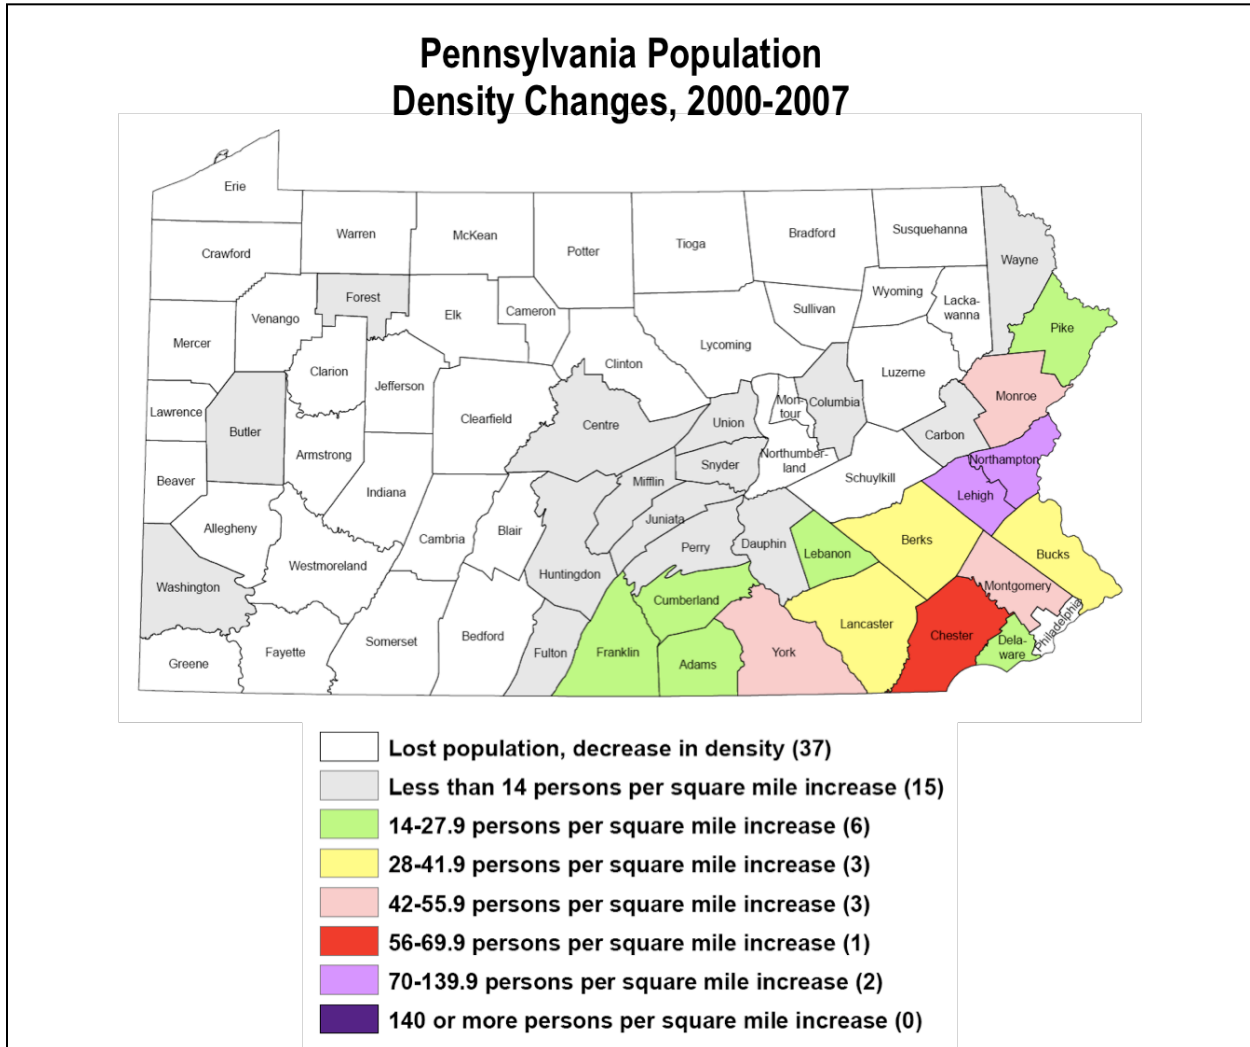 Pennsylvania Population
Density Changes, 2000-2007
Erie
Warren
McKean
Potter
Tioga
Bradford
Susquehanna
Crawford
Wayne
Forest
Venango
Elk
Cameron
Sullivan
Wyoming
Lacka-
wanna
Pike
Mercer
Lycoming
Clinton
Luzerne
Clarion
Jefferson
Monroe
Lawrence
Butler
Clearfield
Centre
Union
Mon-
tour
Columbia
Carbon
Armstrong
Snyder
Northumber-
land
Northampton
Beaver
Indiana
Mifflin
Schuylkill
Lehigh
Allegheny
Cambria
Blair
Juniata
Perry
Dauphin
Lebanon
Berks
Bucks
Westmoreland
Huntingdon
Washington
Cumberland
Montgomery
Philadelphia
Somerset
Bedford
Fulton
Franklin
Adams
York
Lancaster
Chester
Dela-
ware
Greene
Fayette
Lost population, decrease in density (37)
Less than 14 persons per square mile increase (15)
14-27.9 persons per square mile increase (6)
28-41.9 persons per square mile increase (3)
42-55.9 persons per square mile increase (3)
56-69.9 persons per square mile increase (1)
70-139.9 persons per square mile increase (2)
140 or more persons per square mile increase (0)